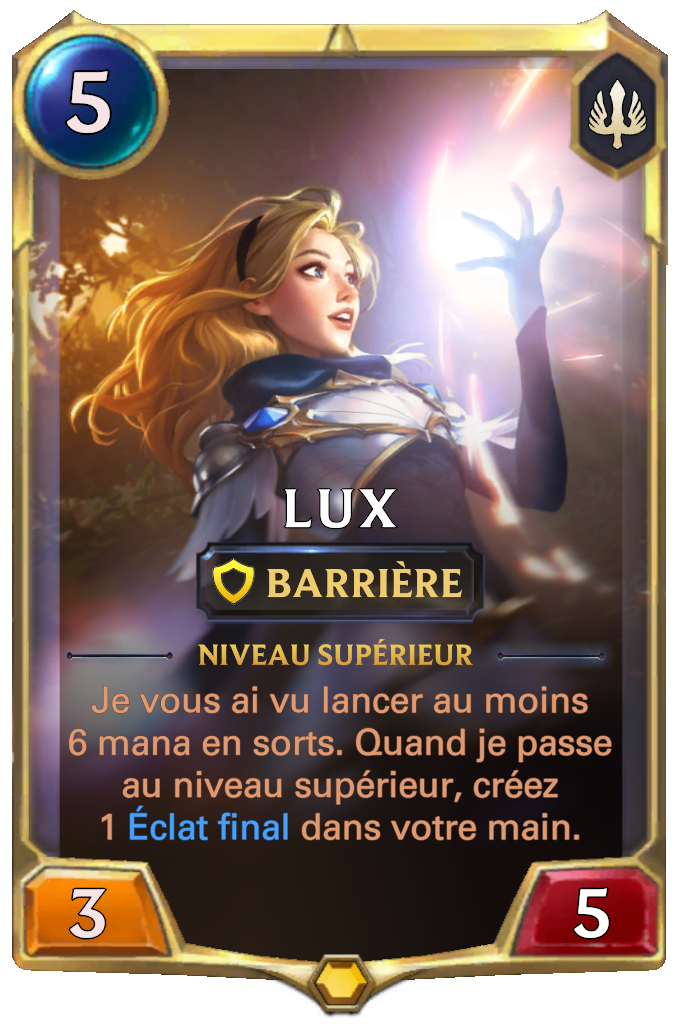 5
LUX
BARRIÈRE
NIVEAU SUPÉRIEUR
Je vous ai vu lancer au moins
6 mana en sorts. Quand je passe
au niveau supérieur, créez
1 Éclat final dans votre main.
3
5